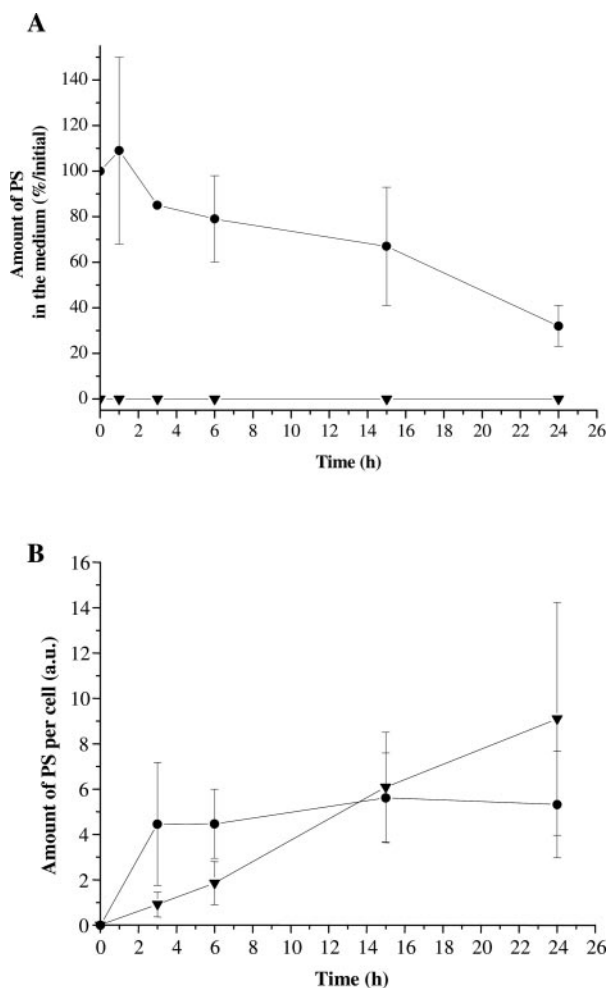 A
140
120
100
80
60
40
20
0
Amount of PS
in the medium (%/initial)
0 2 4 6 8 10 12 14 16 18 20 22 24 26
Time (h)
B
16
14
12
10
8
6
4
2
0
Amount of PS per cell (a.u.)
0 2 4 6 8 10 12 14 16 18 20 22 24 26
Time (h)